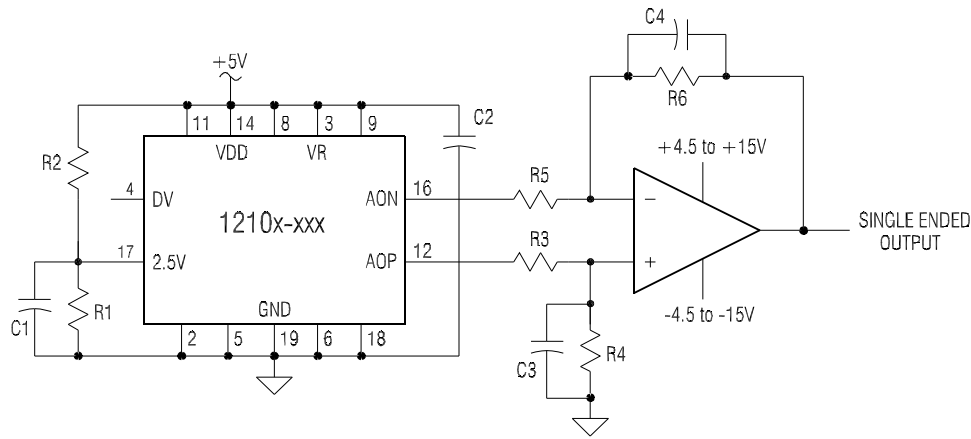 C4
R6
+5V
C2
11 14 8 3 9
VDD VR
R2
4 DV
AON 16
R5
+4.5 to +15V
1210x-xxx
−
SINGLE ENDED
OUTPUT
17 2.5V
AOP 12
R3
+
-4.5 to -15V
C1
R1
GND
2 5 19 6 18
C3
R4